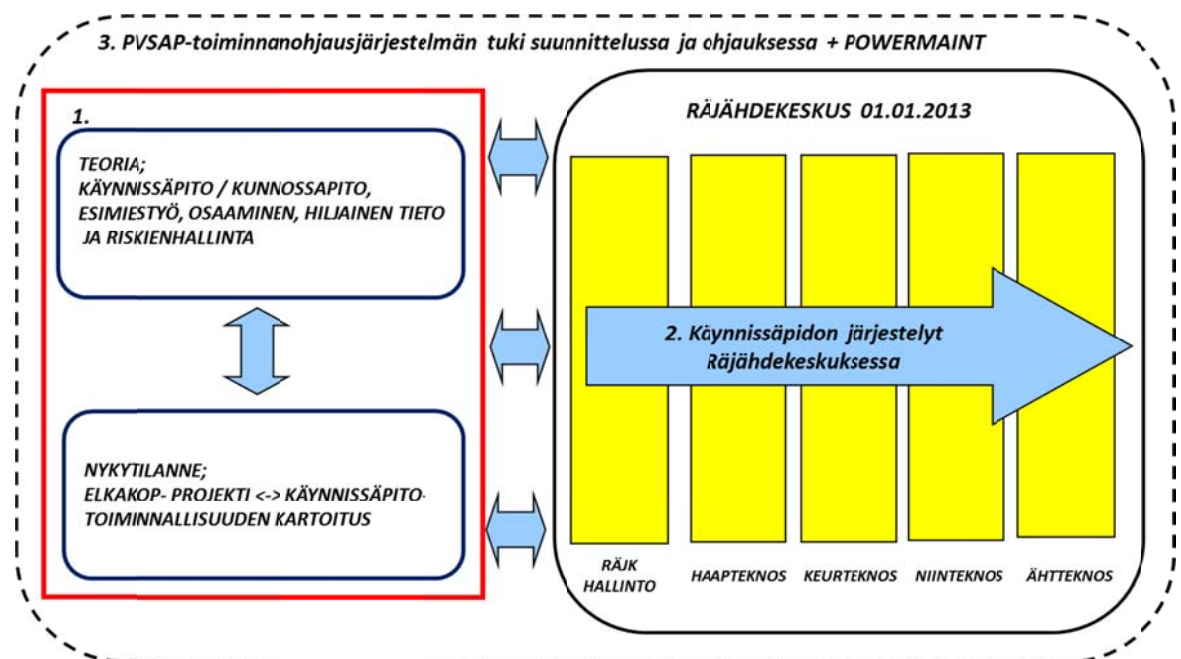 3. PVSAP-toiminnanohjausjärjestelmän tuki suunnittelussa ja ohjauksessa + POWERMAINT
1.
TEORIA;
KÄYNNISSÄPITO / KUNNOSSAPITO,
ESIMIESTYÖ, OSAAMINEN, HILJAINEN TIETO
JA RISKIENHALLINTA
NYKYTILANNE;
ELKAKOP- PROJEKTI <-> KÄYNNISSÄPITO-
TOIMINNALLISUUDEN KARTOITUS
RÄJÄHDEKESKUS 01.01.2013
2. Käynnissäpidon järjestelyt
Räjähdekeskuksessa
RÄJK
HALLINTO
HAAPTEKNOS
KEURTEKNOS
NIINTEKNOS
ÄHTTEKNOS